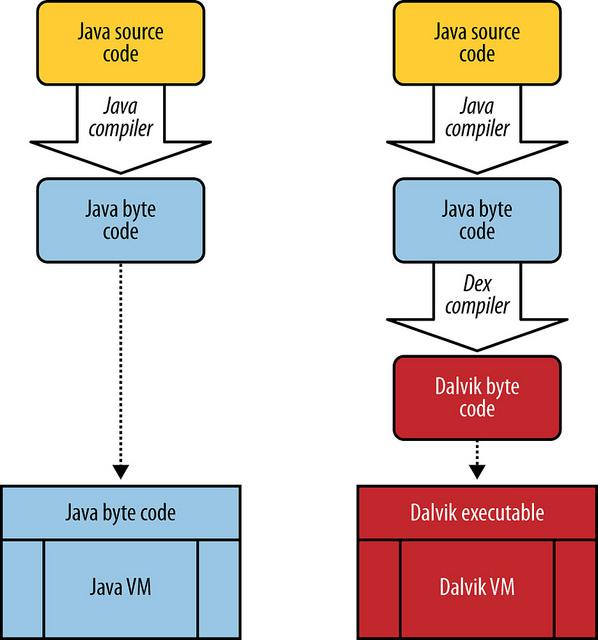 Java source
code
Java
compiler
Java byte
code
Java byte code
Java VM
Java source
code
Java
compiler
Java byte
code
Dex
compiler
Dalvik byte
code
Dalvik executable
Dalvik VM